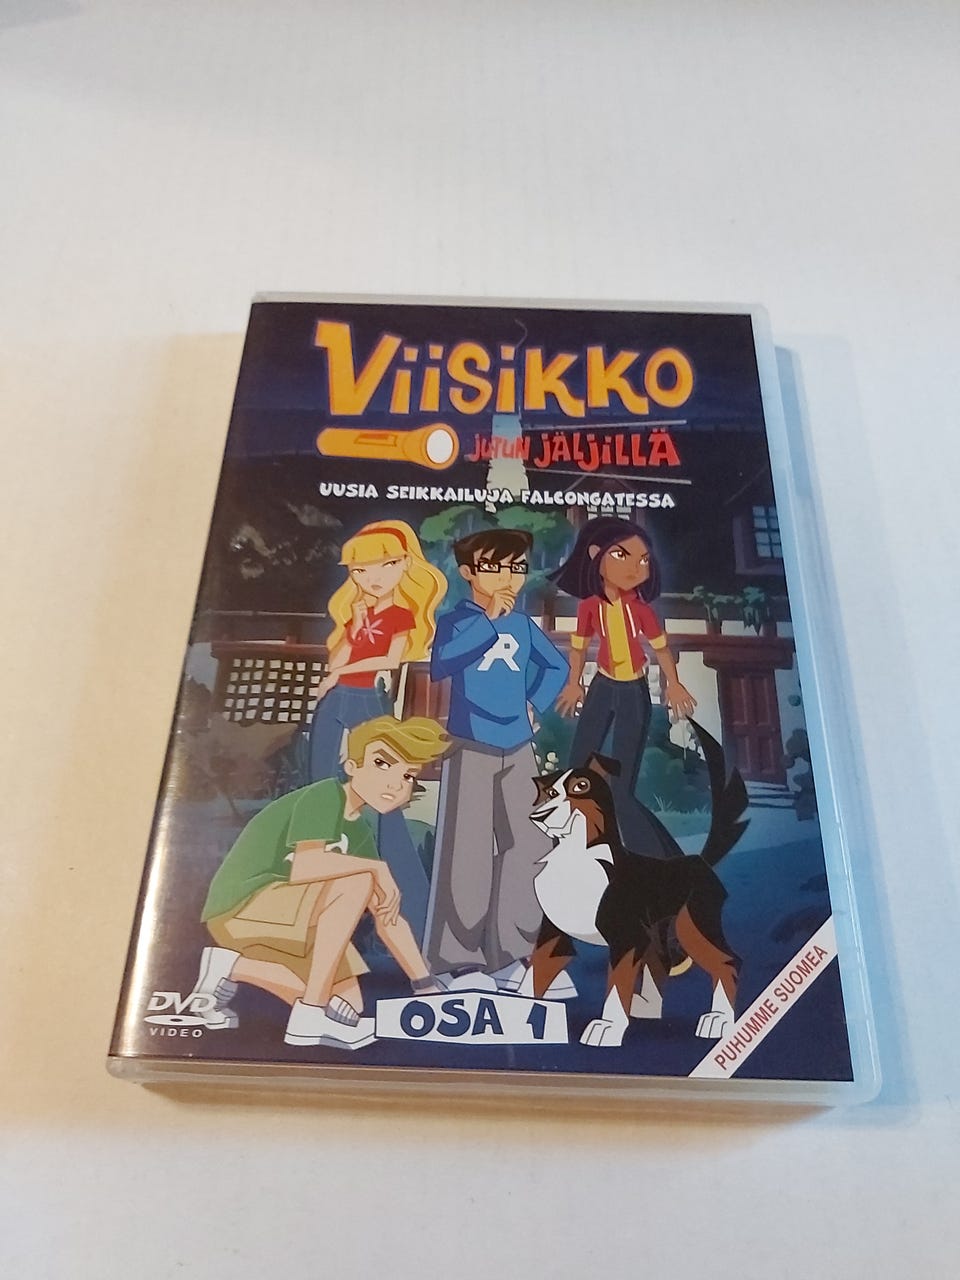 ViiSiKKO
JUTUN JÄLJiLLÄ
UUSIA SEIKKAILUJA FALCONGATESSA
R
DVD
VIDEO
OSA 1
PUHUMME SUOMEA